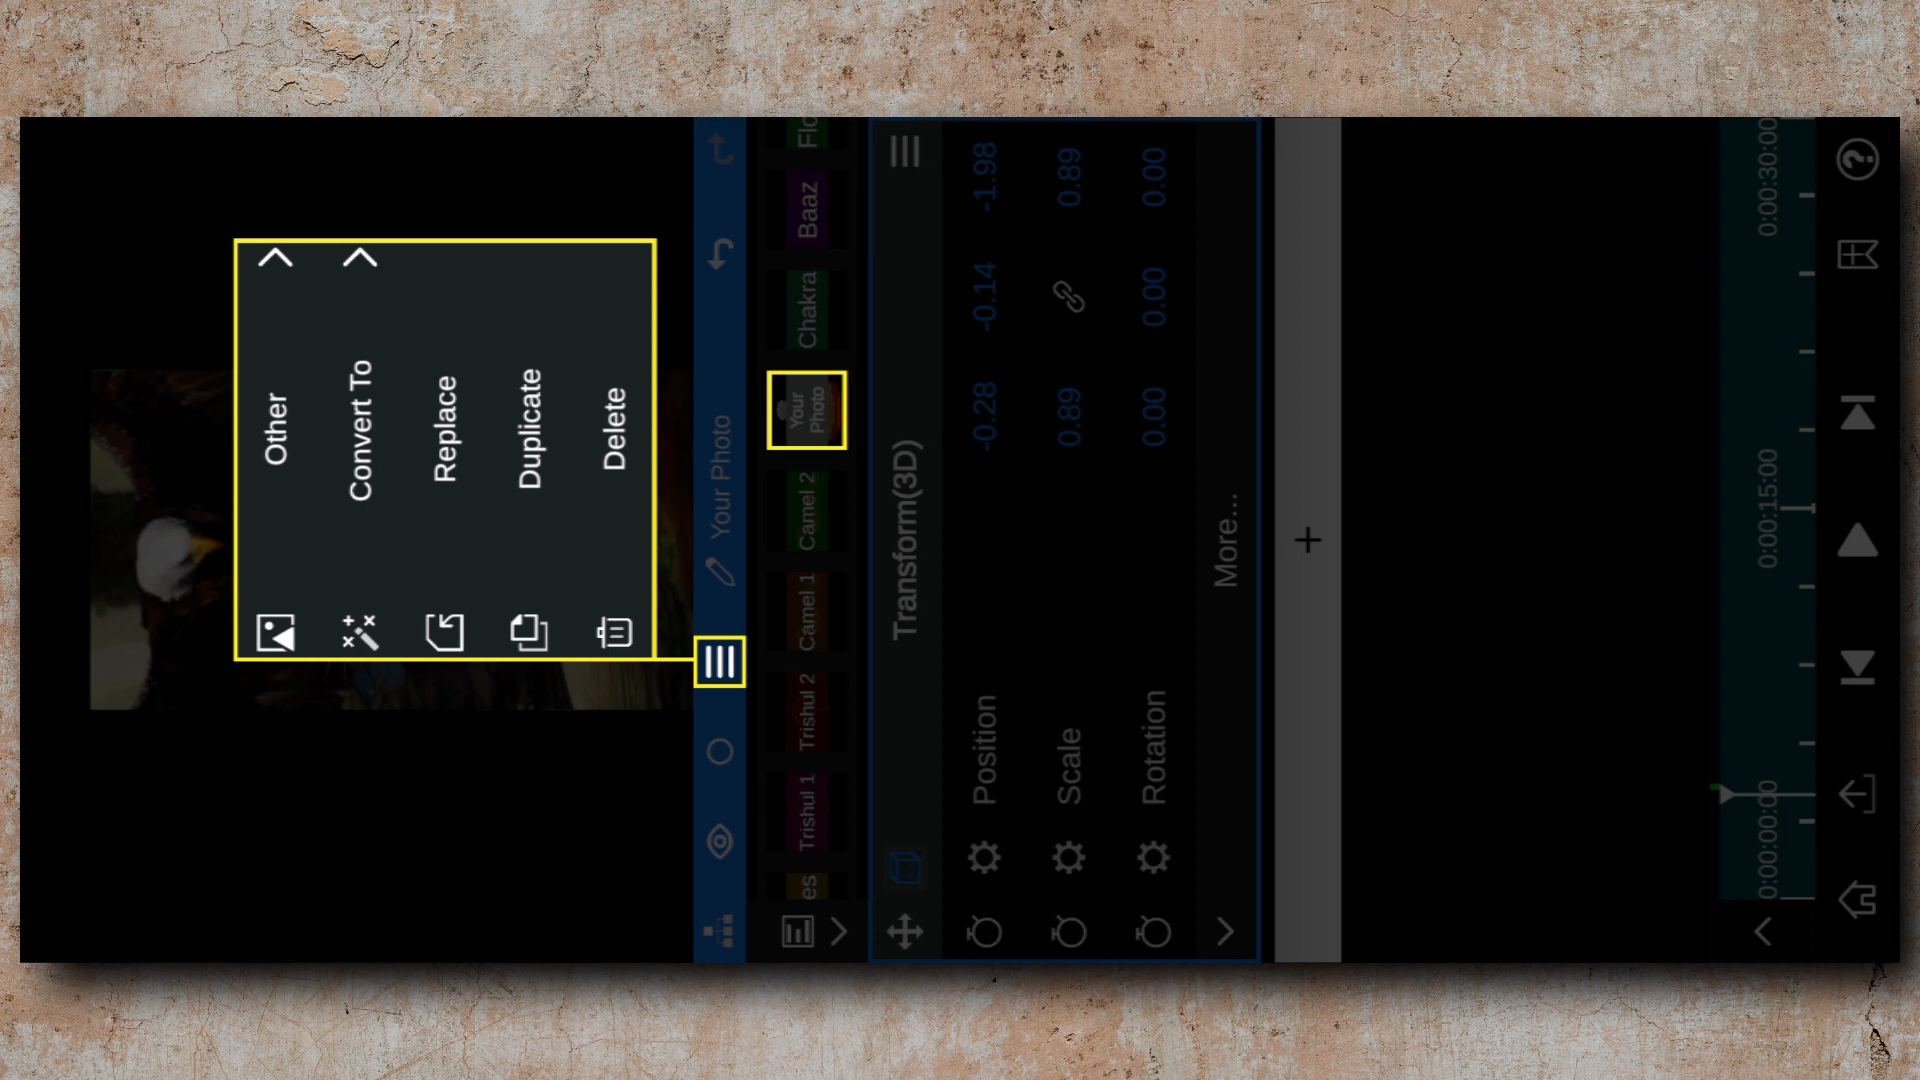 Other
Convert To
Replace
Duplicate
Delete
Your Photo
es
Trishul 1
Trishul 2
Camel 1
Camel 2
Your
Photo
Chakra
Baaz
Flo
Transform(3D)
Position -0.28 -0.14 -1.98
Scale 0.89 0.89
Rotation 0.00 0.00 0.00
More...
+
0:00:00:00 0:00:15:00 0:00:30:00